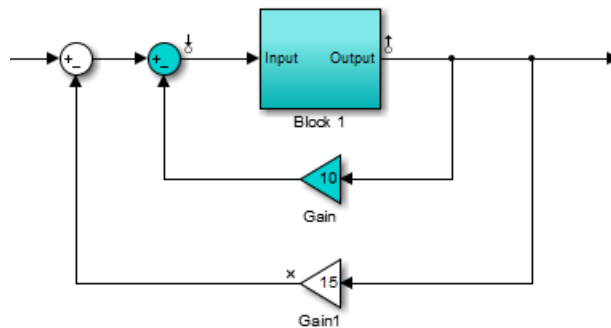 +
−
+
−
Input Output
Block 1
10
Gain
15
Gain1